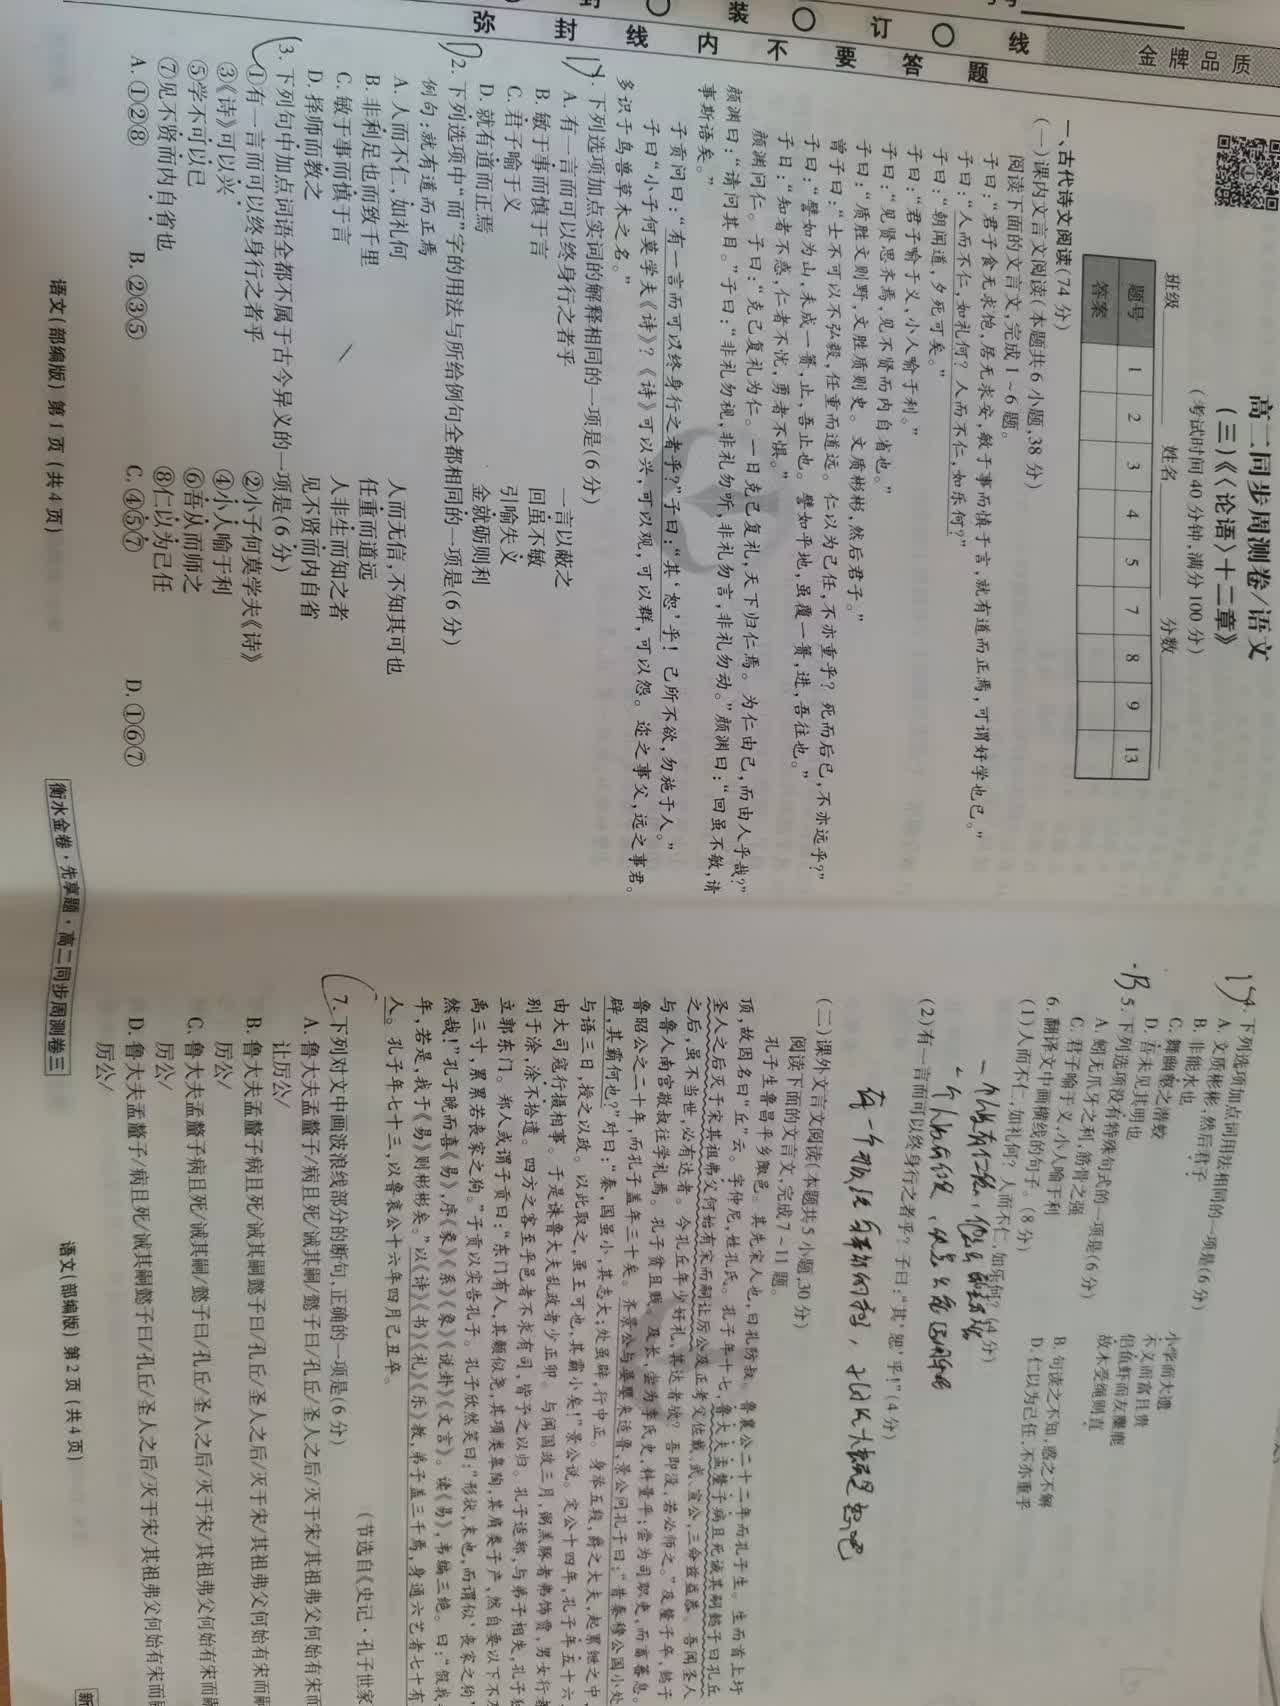 金牌品质
弥封线内不要答题
装 〇 订 〇 线
高二同步周测卷/语文
(三)《〈论语〉十二章》
(考试时间40分钟,满分100分)
班级 姓名 分数
题号 1 2 3 4 5 7 8 9 13
答案
一、古代诗文阅读(74分)
(一)课内文言文阅读(本题共6小题,38分)
阅读下面的文言文,完成1~6题。
子曰:“君子食无求饱,居无求安,敏于事而慎于言,就有道而正焉,可谓好学也已。”
子曰:“人而不仁,如礼何?人而不仁,如乐何?”
子曰:“朝闻道,夕死可矣。”
子曰:“君子喻于义,小人喻于利。”
子曰:“见贤思齐焉,见不贤而内自省也。”
子曰:“质胜文则野,文胜质则史。文质彬彬,然后君子。”
曾子曰:“士不可以不弘毅,任重而道远。仁以为己任,不亦重乎?死而后已,不亦远乎?”
子曰:“譬如为山,未成一篑,止,吾止也。譬如平地,虽覆一篑,进,吾往也。”
子曰:“知者不惑,仁者不忧,勇者不惧。”
颜渊问仁。子曰:“克己复礼为仁。一日克己复礼,天下归仁焉。为仁由己,而由人乎哉?”
颜渊曰:“请问其目。”子曰:“非礼勿视,非礼勿听,非礼勿言,非礼勿动。”颜渊曰:“回虽不敏,请
事斯语矣。”
子贡问曰:“有一言而可以终身行之者乎?”子曰:“其‘恕’乎!己所不欲,勿施于人。”
子曰:“小子何莫学夫《诗》?《诗》可以兴,可以观,可以群,可以怨。迩之事父,远之事君。
多识于鸟兽草木之名。”
1. 下列选项加点实词的解释相同的一项是(6分)
A. 有一言而可以终身行之者乎 一言以蔽之
B. 敏于事而慎于言 回虽不敏
C. 君子喻于义 引喻失义
D. 就有道而正焉 金就砺则利
2. 下列选项中“而”字的用法与所给例句全都相同的一项是(6分)
例句:就有道而正焉
A. 人而不仁,如礼何 人而无信,不知其可也
B. 非利足也而致千里 任重而道远
C. 敏于事而慎于言 人非生而知之者
D. 择师而教之 见不贤而内自省
3. 下列句中加点词语全都不属于古今异义的一项是(6分)
①有一言而可以终身行之者乎 ②小子何莫学夫《诗》
③《诗》可以兴 ④小人喻于利
⑤学不可以已 ⑥吾从而师之
⑦见不贤而内自省也 ⑧仁以为己任
A. ①②⑧ B. ②③⑤ C. ④⑤⑦ D. ①⑥⑦
语文(部编版) 第1页(共4页)
衡水金卷·先享题·高二同步周测卷三
4. 下列选项加点词用法相同的一项是(6分)
A. 文质彬彬,然后君子 小学而大遗
B. 非能水也 不义而富且贵
C. 舞幽壑之潜蛟 侣鱼虾而友麋鹿
D. 吾未见其明也 故木受绳则直
B 5. 下列选项没有特殊句式的一项是(6分)
A. 蚓无爪牙之利,筋骨之强 B. 句读之不知,惑之不解
C. 君子喻于义,小人喻于利 D. 仁以为己任,不亦重乎
6. 翻译文中画横线的句子。(8分)
(1)人而不仁,如礼何?人而不仁,如乐何?(4分)
(2)有一言而可以终身行之者乎?子曰:“其‘恕’乎!”(4分)
(二)课外文言文阅读(本题共5小题,30分)
阅读下面的文言文,完成7~11题。
孔子生鲁昌平乡陬邑。其先宋人也,曰孔防叔。鲁襄公二十二年而孔子生。生而首上圩
顶,故因名曰“丘”云。字仲尼,姓孔氏。孔子年十七,鲁大夫孟釐子病且死诫其嗣懿子曰孔丘
圣人之后灭于宋其祖弗父何始有宋而嗣让厉公及正考父佐戴、武、宣公,三命兹益恭。吾闻圣人
之后,虽不当世,必有达者。今孔丘年少好礼,其达者欤?吾即没,若必师之。”及釐子卒,懿子
与鲁人南宫敬叔往学礼焉。孔子贫且贱。及长,尝为季氏史,料量平;尝为司职吏,而畜蕃息。
鲁昭公之二十年,而孔子盖年三十矣。齐景公与晏婴来适鲁,景公问孔子曰:“昔秦穆公国小处
辟,其霸何也?”对曰:“秦,国虽小,其志大;处虽辟,行中正。身举五羖,爵之大夫,起累绁之中,
与语三日,授之以政。以此取之,虽王可也,其霸小矣!”景公说。定公十四年,孔子年五十六,
由大司寇行摄相事。于是诛鲁大夫乱政者少正卯。与闻国政三月,粥羔豚者弗饰贾,男女行者
别于涂,涂不拾遗。四方之客至乎邑者不求有司,皆予之以归。孔子适郑,与弟子相失,孔子独
立郭东门。郑人或谓子贡曰:“东门有人,其颡似尧,其项类皋陶,其肩类子产,然自要以下不及
禹三寸,累累若丧家之狗。”子贡以实告孔子。孔子欣然笑曰:“形状,末也,而谓似丧家之狗,
然哉!”孔子晚而喜《易》,序《彖》《系》《象》《说卦》《文言》。读《易》,韦编三绝。曰:“假我
年,若是,我于《易》则彬彬矣。”以《诗》《书》《礼》《乐》教,弟子盖三千焉,身通六艺者七十有
人。孔子年七十三,以鲁哀公十六年四月己丑卒。
(节选自《史记·孔子世家
7. 下列对文中画波浪线部分的断句,正确的一项是(6分)
A. 鲁大夫孟釐子/病且死/诫其嗣/懿子曰/孔丘/圣人之后/灭于宋/其祖弗父何始有宋而
让厉公/
B. 鲁大夫孟釐子病且死/诫其嗣懿子曰/孔丘/圣人之后/灭于宋/其祖弗父何始有宋而嗣
厉公/
C. 鲁大夫孟釐子病且死/诫其嗣/懿子曰/孔丘/圣人之后/灭于宋/其祖弗父何始有宋而嗣
厉公/
D. 鲁大夫孟釐子/病且死/诫其嗣懿子曰/孔丘/圣人之后/灭于宋/其祖弗父何始有宋而嗣
厉公/
语文(部编版) 第2页(共4页)